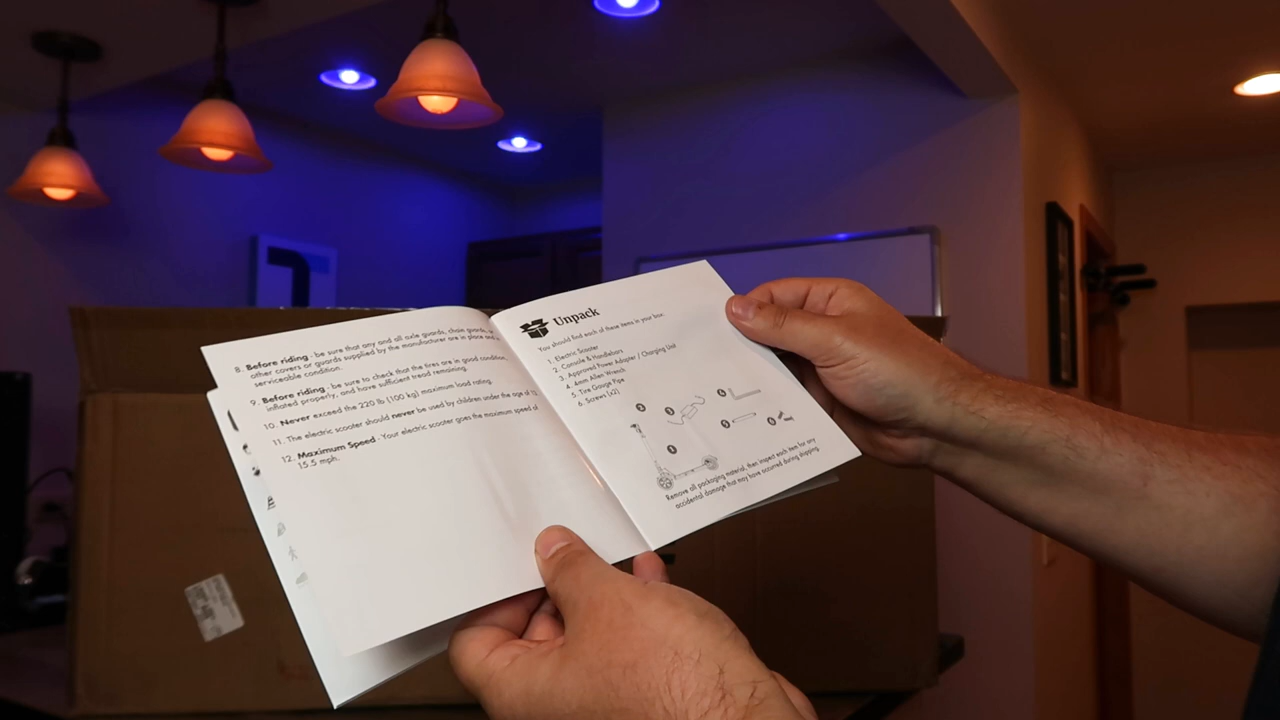 8. Before riding - be sure that any and all axle guards, chain guards, or
other covers or guards supplied by the manufacturer are in place and in
serviceable condition.
9. Before riding - be sure to check that the tires are in good condition,
inflated properly, and have sufficient tread remaining.
10. Never exceed the 220 lb (100 kg) maximum load rating.
11. The electric scooter should never be used by children under the age of 13.
12. Maximum Speed - Your electric scooter goes the maximum speed of
15.5 mph.
Unpack
You should find each of these items in your box.
1. Electric Scooter
2. Console & Handlebars
3. Approved Power Adapter / Charging Unit
4. 4mm Allen Wrench
5. Tire Gauge Pipe
6. Screws (x2)
Remove all packaging material, then inspect each item for any
accidental damage that may have occurred during shipping.